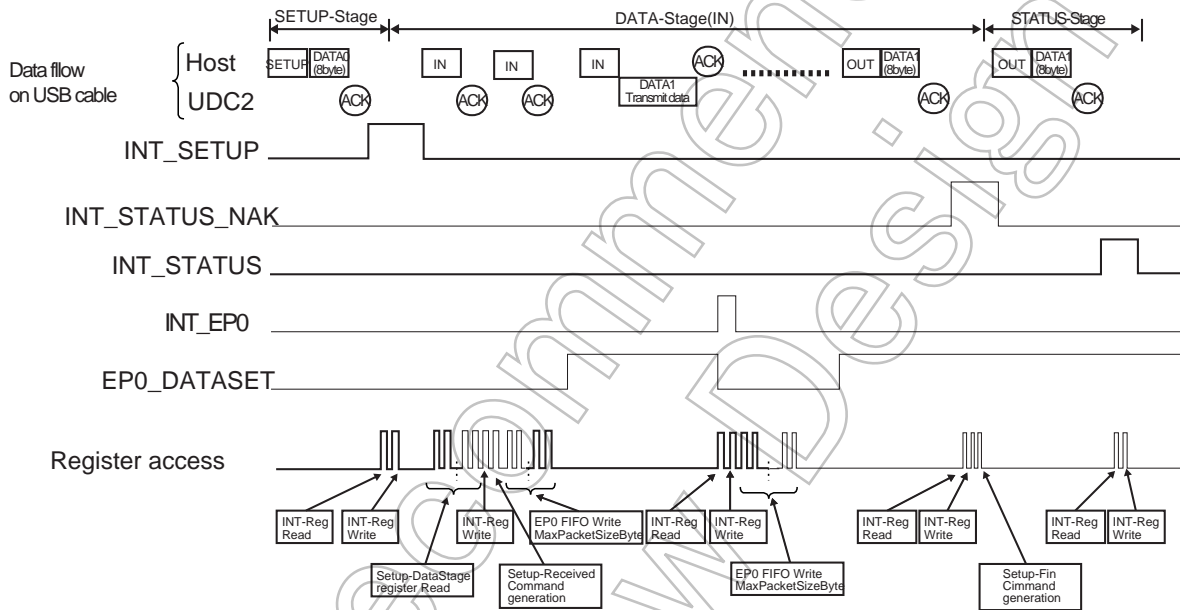 SETUP-Stage DATA-Stage(IN) STATUS-Stage
Data fllow
on USB cable
Host
UDC2
SETUP DATA0
(8byte) IN IN IN ACK OUT DATA1
(8byte) OUT DATA1
(8byte)
ACK ACK ACK DATA1
Transmit data ACK ACK
INT_SETUP
INT_STATUS_NAK
INT_STATUS
INT_EP0
EP0_DATASET
Register access
INT-Reg
Read
INT-Reg
Write
INT-Reg
Write
EP0 FIFO Write
MaxPacketSizeByte
INT-Reg
Read
INT-Reg
Write
INT-Reg
Read
INT-Reg
Write
INT-Reg
Read
INT-Reg
Write
Setup-DataStage
register Read
Setup-Received
Command
generation
EP0 FIFO Write
MaxPacketSizeByte
Setup-Fin
Cimmand
generation
ecommen
w Design